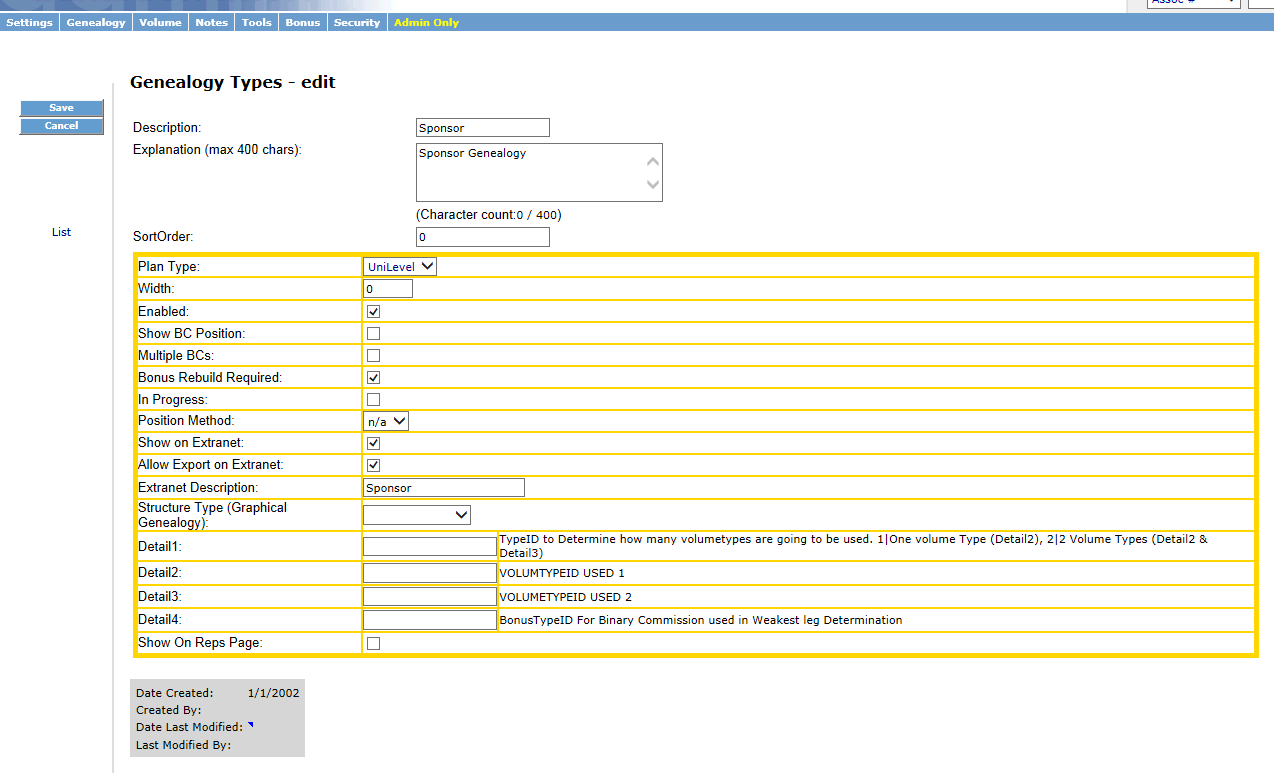 Assoc #
Settings Genealogy Volume Notes Tools Bonus Security Admin Only
Genealogy Types - edit
Save
Cancel
List
Description: Sponsor
Explanation (max 400 chars): Sponsor Genealogy
(Character count:0 / 400)
SortOrder: 0
Plan Type: UniLevel
Width: 0
Enabled:
Show BC Position:
Multiple BCs:
Bonus Rebuild Required:
In Progress:
Position Method: n/a
Show on Extranet:
Allow Export on Extranet:
Extranet Description: Sponsor
Structure Type (Graphical
Genealogy):
Detail1: TypeID to Determine how many volumetypes are going to be used. 1|One volume Type (Detail2), 2|2 Volume Types (Detail2 &
Detail3)
Detail2: VOLUMTYPEID USED 1
Detail3: VOLUMETYPEID USED 2
Detail4: BonusTypeID For Binary Commission used in Weakest leg Determination
Show On Reps Page:
Date Created: 1/1/2002
Created By:
Date Last Modified:
Last Modified By: